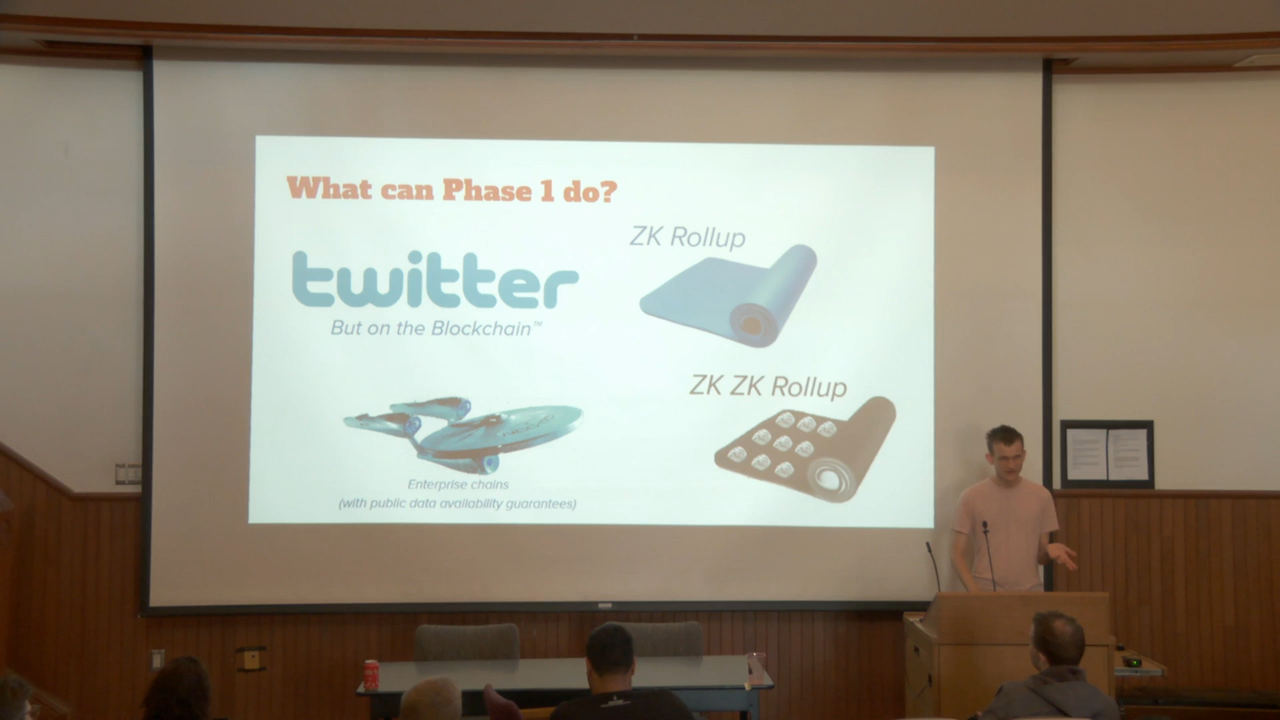 What can Phase 1 do?
twitter
But on the Blockchain™
ZK Rollup
ZK ZK Rollup
Enterprise chains
(with public data availability guarantees)